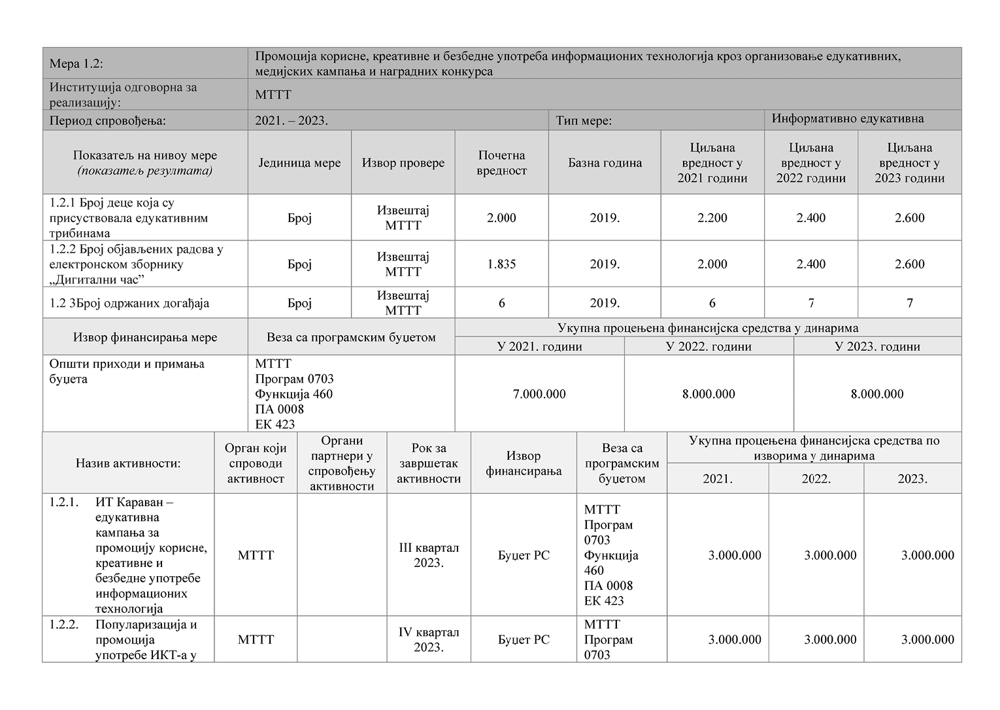 Мера 1.2:
Промоција корисне, креативне и безбедне употреба информационих технологија кроз организовање едукативних,
медијских кампања и наградних конкурса
Институција одговорна за
реализацију:
МТТТ
Период спровођења:
2021. – 2023.
Тип мере:
Информативно едукативна
Показатељ на нивоу мере
(показатељ резултата)
Јединица мере
Извор провере
Почетна
вредност
Базна година
Циљана
вредност у
2021 години
Циљана
вредност у
2022 години
Циљана
вредност у
2023 години
1.2.1 Број деце која су
присуствовала едукативним
трибинама
Број
Извештај
МТТТ
2.000
2019.
2.200
2.400
2.600
1.2.2 Број објављених радова у
електронском зборнику
„Дигитални час”
Број
Извештај
МТТТ
1.835
2019.
2.000
2.400
2.600
1.2 3Број одржаних догађаја
Број
Извештај
МТТТ
6
2019.
6
7
7
Извор финансирања мере
Веза са програмским буџетом
Укупна процењена финансијска средства у динарима
У 2021. години
У 2022. години
У 2023. години
Општи приходи и примања
буџета
МТТТ
Програм 0703
Функција 460
ПА 0008
ЕК 423
7.000.000
8.000.000
8.000.000
Назив активности:
Орган који
спроводи
активност
Органи
партнери у
спровођењу
активности
Рок за
завршетак
активности
Извор
финансирања
Веза са
програмским
буџетом
Укупна процењена финансијска средства по
изворима у динарима
2021.
2022.
2023.
1.2.1. ИТ Караван –
едукативна
кампања за
промоцију корисне,
креативне и
безбедне употребе
информационих
технологија
МТТТ
III квартал
2023.
Буџет РС
МТТТ
Програм
0703
Функција
460
ПА 0008
ЕК 423
3.000.000
3.000.000
3.000.000
1.2.2. Популаризација и
промоција
употребе ИКТ-а у
МТТТ
IV квартал
2023.
Буџет РС
МТТТ
Програм
0703
3.000.000
3.000.000
3.000.000